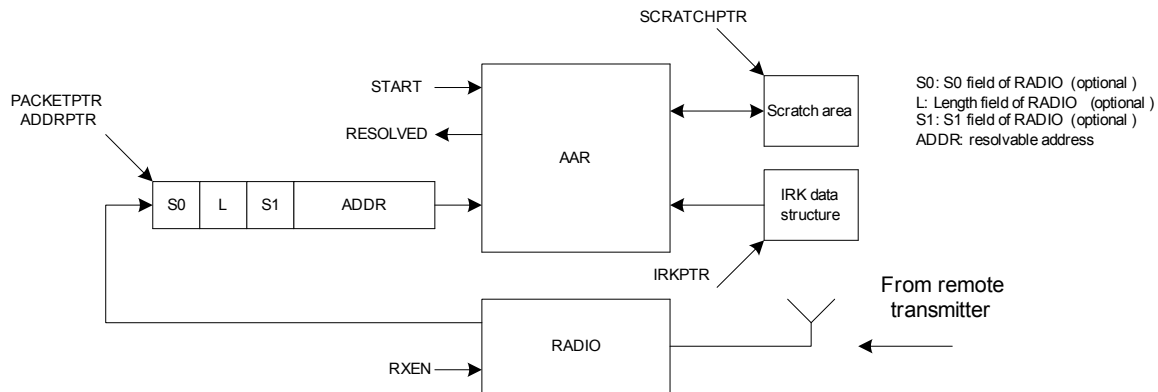 SCRATCHPTR
START
PACKETPTR
ADDRPTR
RESOLVED
AAR
Scratch area
S0: S0 field of RADIO (optional )
L: Length field of RADIO (optional )
S1: S1 field of RADIO (optional )
ADDR: resolvable address
S0 L S1 ADDR
IRK data
structure
IRKPTR
From remote
transmitter
RADIO
RXEN